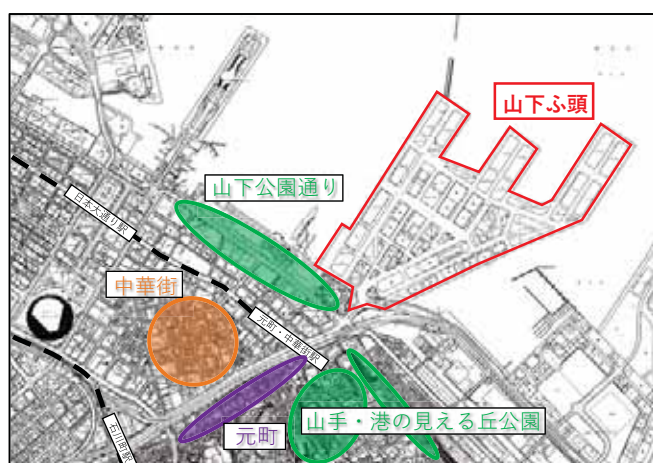 山下ふ頭
山下公園通り
日本大通り駅
中華街
元町・中華街駅
山手・港の見える丘公園
元町
石川町駅